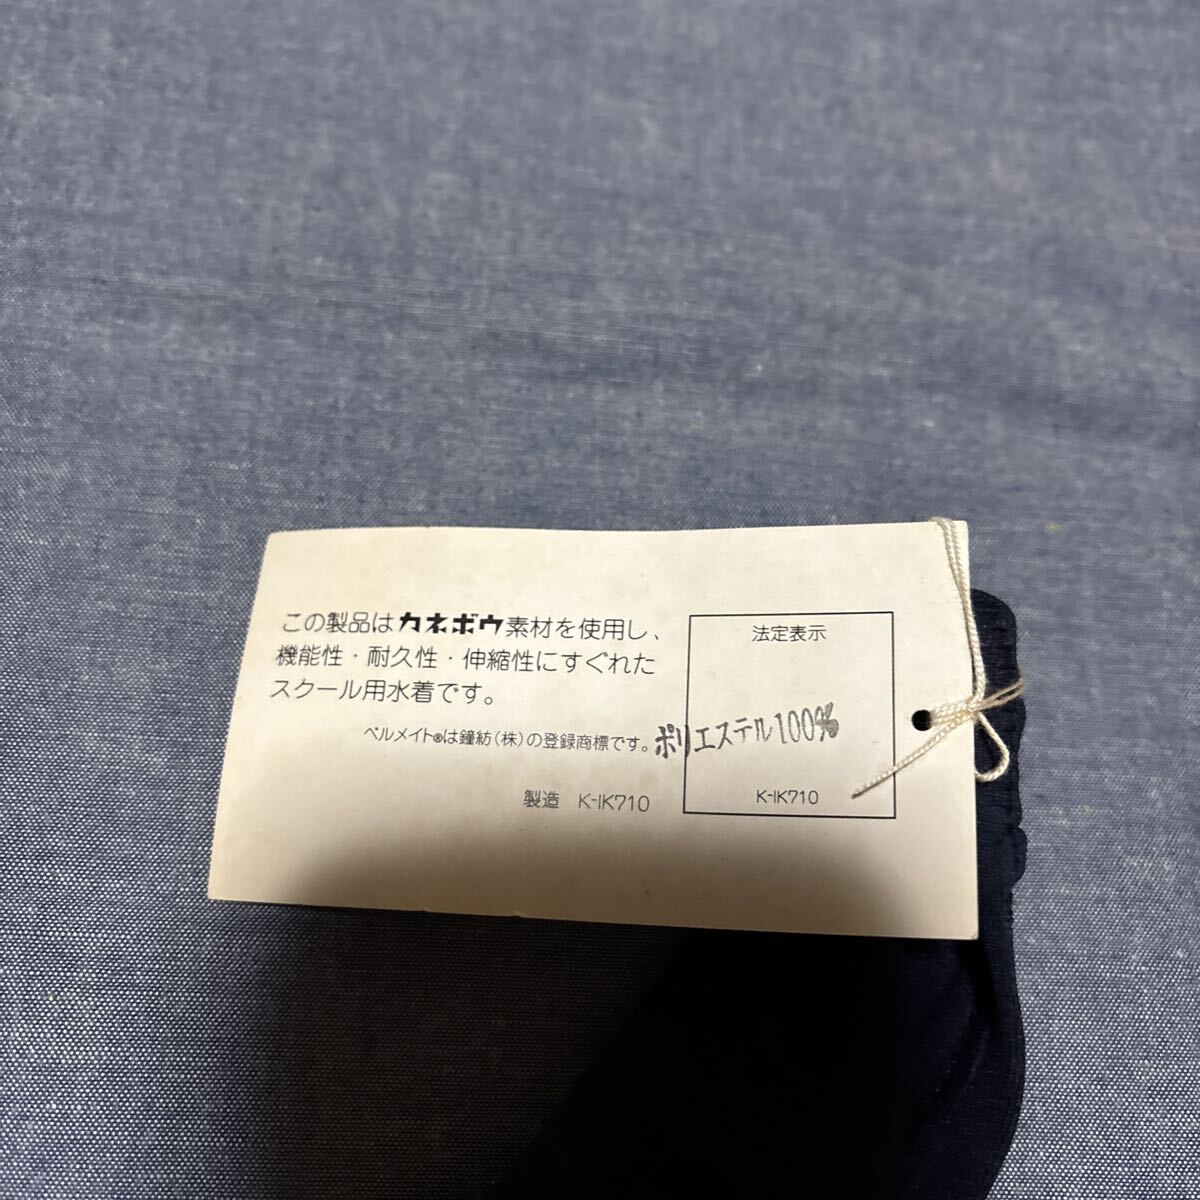 この製品はカネボウ素材を使用し、
機能性・耐久性・伸縮性にすぐれた
スクール用水着です。
ベルメイト®は鐘紡(株)の登録商標です。
製造 K-IK710
法定表示
ポリエステル100%
K-IK710